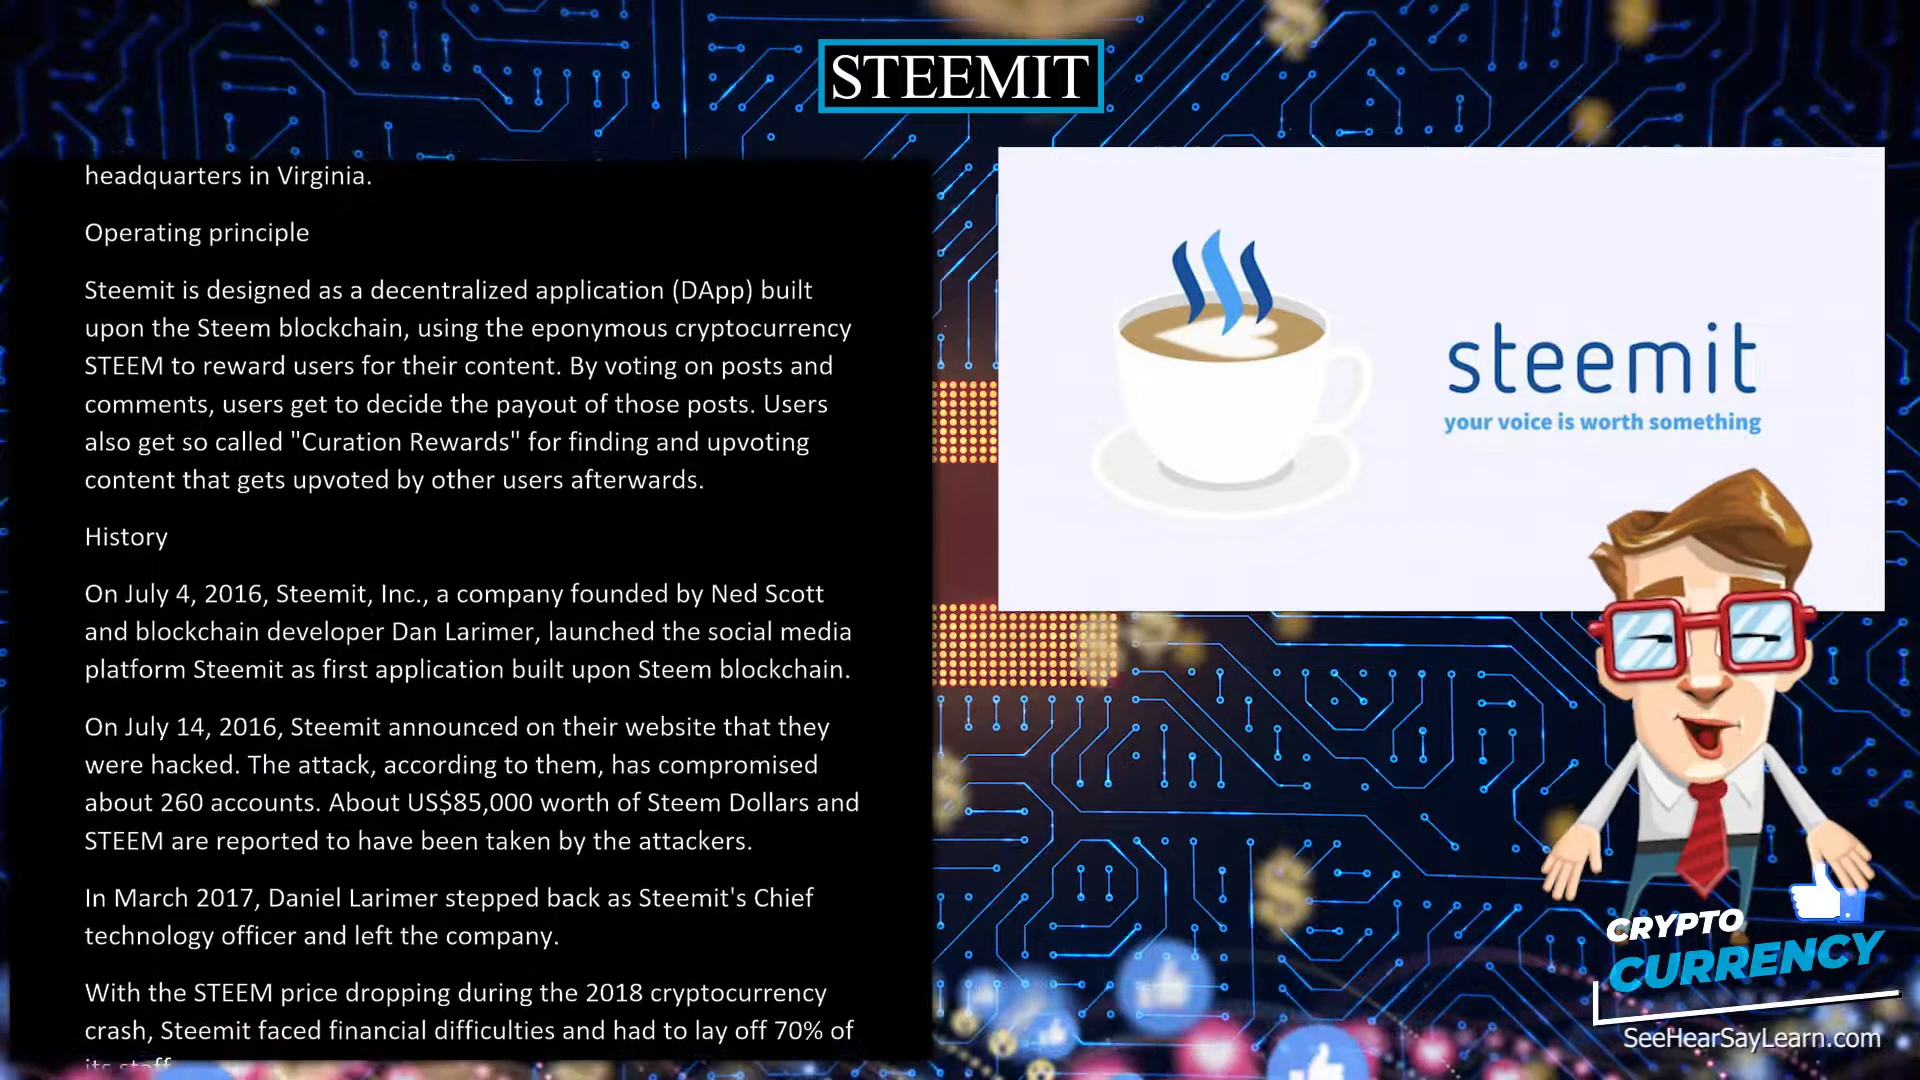 STEEMIT
headquarters in Virginia.
Operating principle
Steemit is designed as a decentralized application (DApp) built
upon the Steem blockchain, using the eponymous cryptocurrency
STEEM to reward users for their content. By voting on posts and
comments, users get to decide the payout of those posts. Users
also get so called "Curation Rewards" for finding and upvoting
content that gets upvoted by other users afterwards.
History
On July 4, 2016, Steemit, Inc., a company founded by Ned Scott
and blockchain developer Dan Larimer, launched the social media
platform Steemit as first application built upon Steem blockchain.
On July 14, 2016, Steemit announced on their website that they
were hacked. The attack, according to them, has compromised
about 260 accounts. About US$85,000 worth of Steem Dollars and
STEEM are reported to have been taken by the attackers.
In March 2017, Daniel Larimer stepped back as Steemit's Chief
technology officer and left the company.
With the STEEM price dropping during the 2018 cryptocurrency
crash, Steemit faced financial difficulties and had to lay off 70% of
its staff
steemit
your voice is worth something
CRYPTO
CURRENCY
SeeHearSayLearn.com